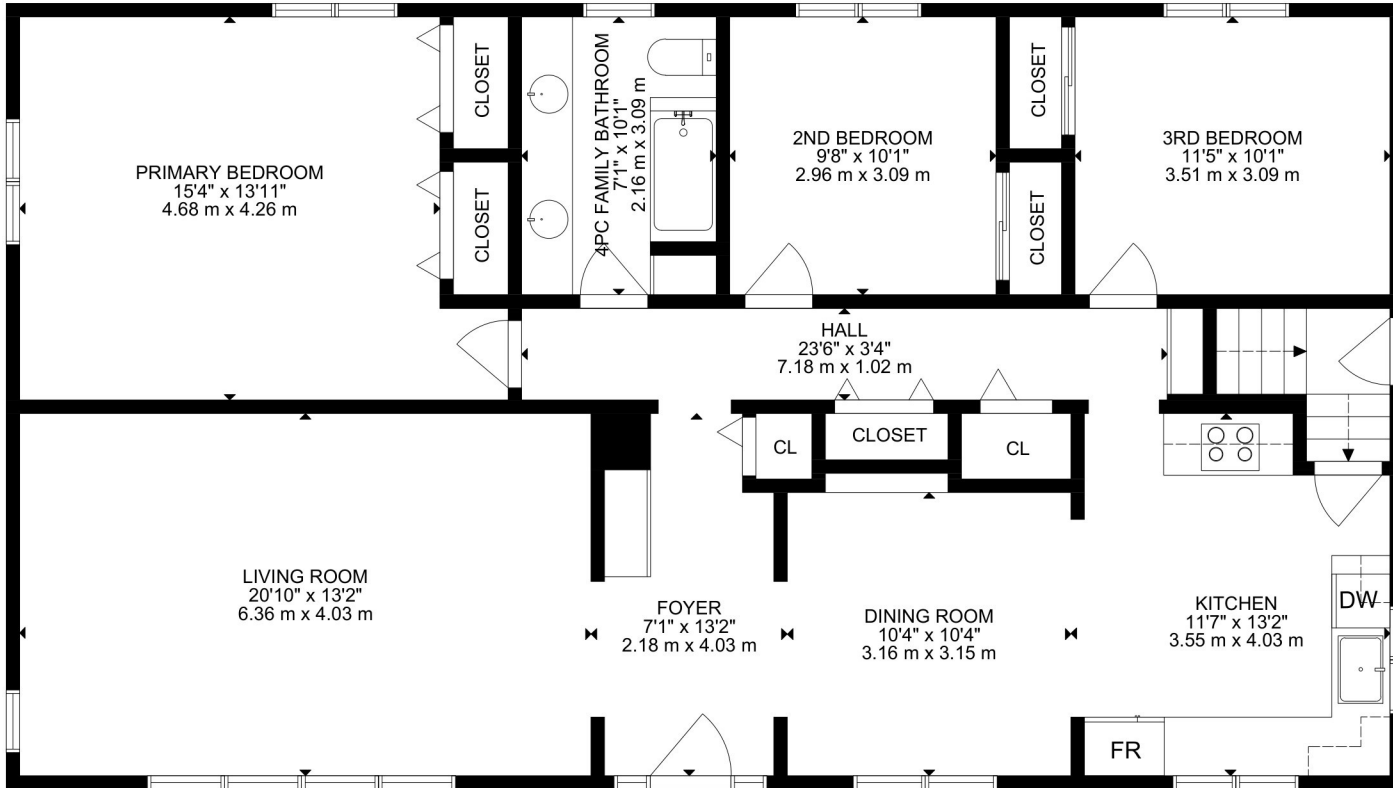 PRIMARY BEDROOM
15'4" x 13'11"
4.68 m x 4.26 m
CLOSET
CLOSET
4PC FAMILY BATHROOM
7'1" x 10'1"
2.16 m x 3.09 m
2ND BEDROOM
9'8" x 10'1"
2.96 m x 3.09 m
CLOSET
CLOSET
3RD BEDROOM
11'5" x 10'1"
3.51 m x 3.09 m
HALL
23'6" x 3'4"
7.18 m x 1.02 m
CL
CLOSET
CL
LIVING ROOM
20'10" x 13'2"
6.36 m x 4.03 m
FOYER
7'1" x 13'2"
2.18 m x 4.03 m
DINING ROOM
10'4" x 10'4"
3.16 m x 3.15 m
KITCHEN
11'7" x 13'2"
3.55 m x 4.03 m
DW
FR